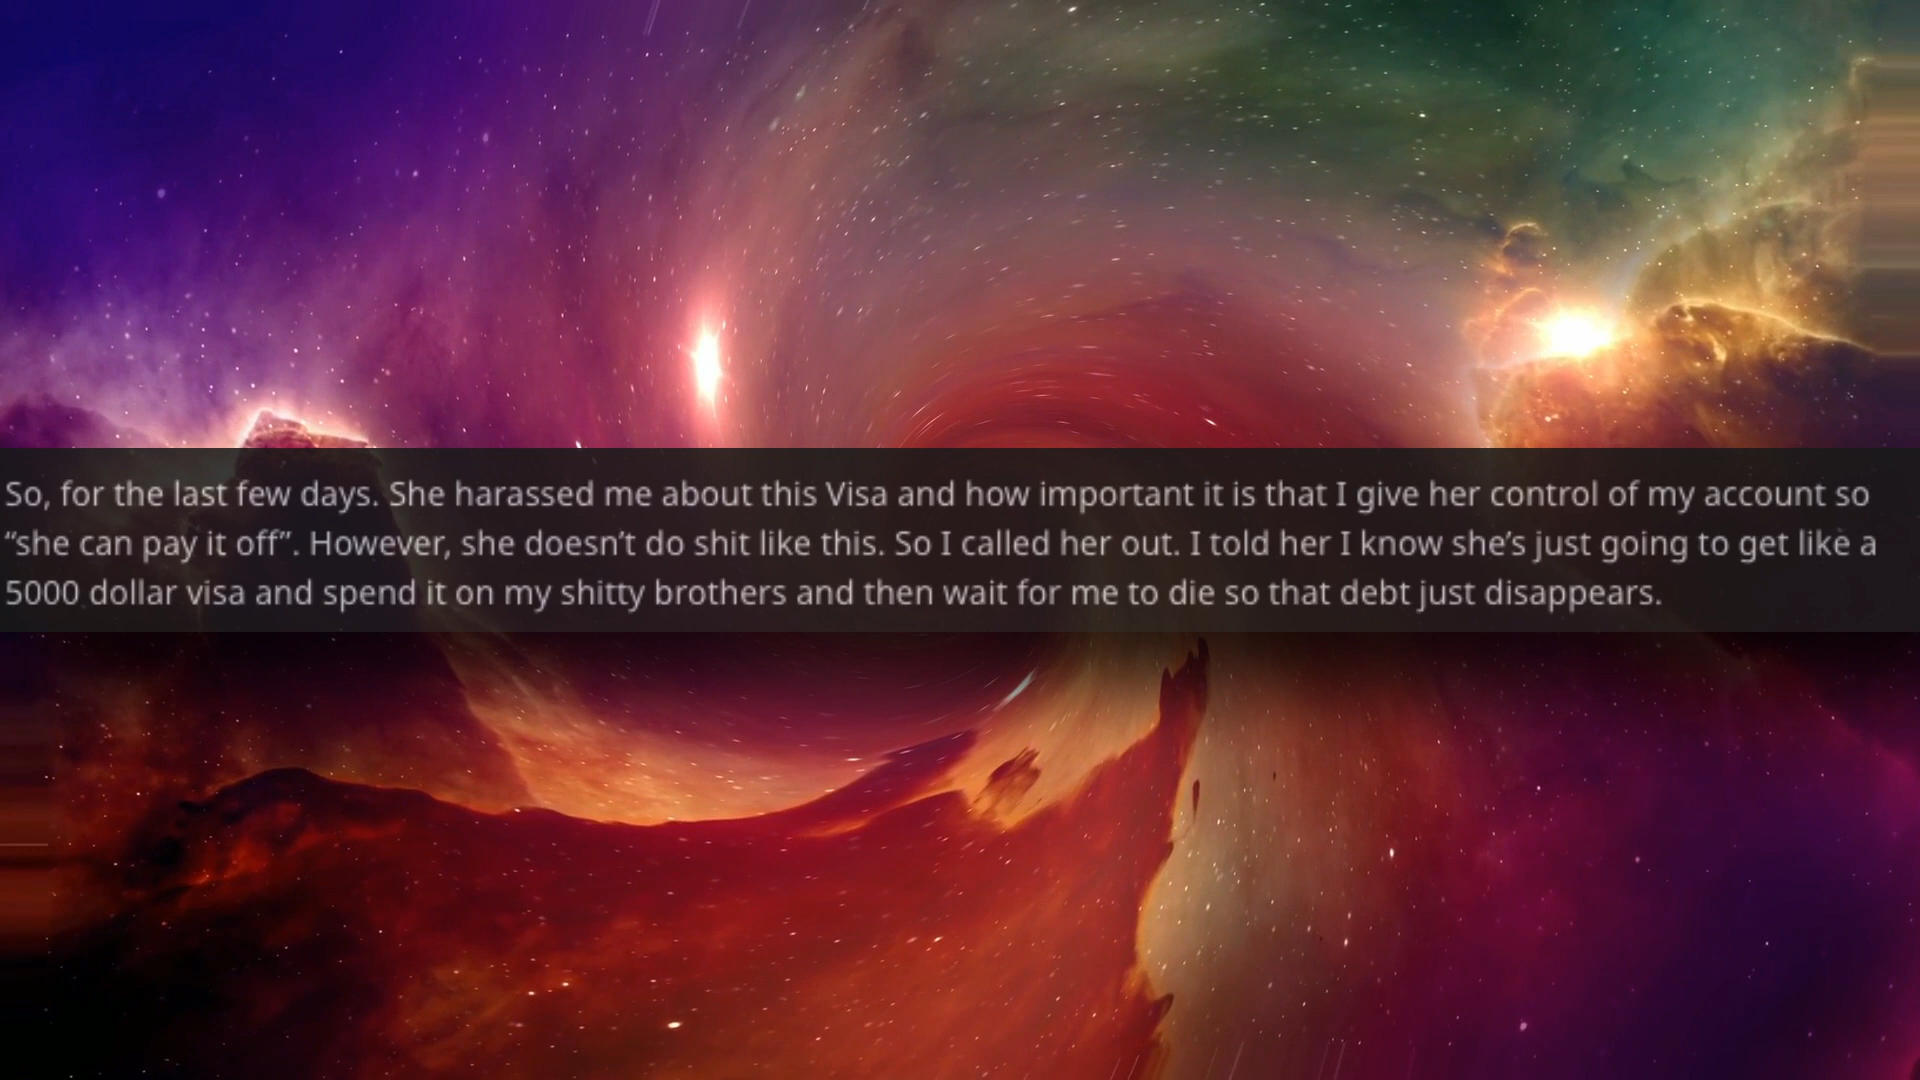 So, for the last few days. She harassed me about this Visa and how important it is that I give her control of my account so
“she can pay it off”. However, she doesn’t do shit like this. So I called her out. I told her I know she’s just going to get like a
5000 dollar visa and spend it on my shitty brothers and then wait for me to die so that debt just disappears.